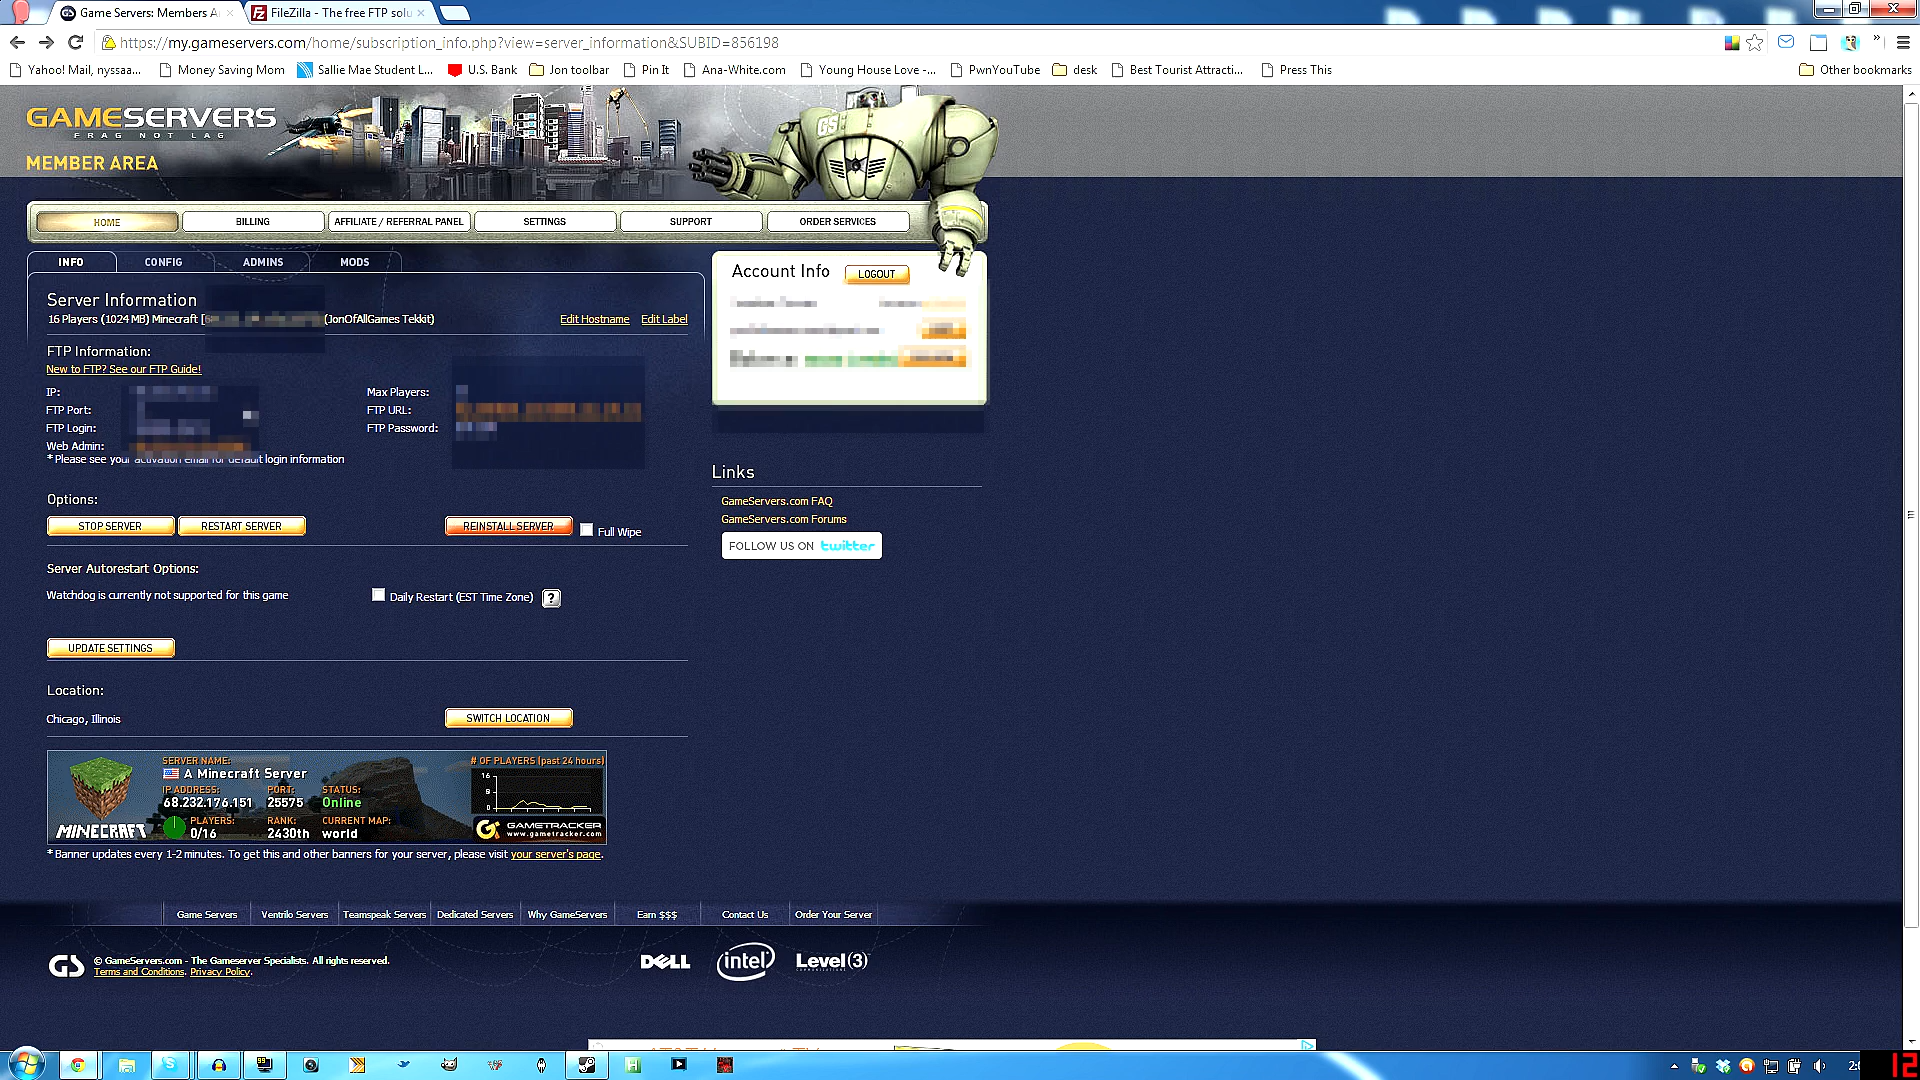 Game Servers: Members A
FileZilla - The free FTP solu
https://my.gameservers.com/home/subscription_info.php?view=server_information&SUBID=856198
Yahoo! Mail, nyssaa...
Money Saving Mom
Sallie Mae Student L...
U.S. Bank
Jon toolbar
Pin It
Ana-White.com
Young House Love -...
PwnYouTube
desk
Best Tourist Attracti...
Press This
Other bookmarks
GAMESERVERS
FRAG NOT LAG
MEMBER AREA
GS
HOME
BILLING
AFFILIATE / REFERRAL PANEL
SETTINGS
SUPPORT
ORDER SERVICES
INFO
CONFIG
ADMINS
MODS
Server Information
16 Players (1024 MB) Minecraft [
(JonOfAllGames Tekkit)
Edit Hostname
Edit Label
FTP Information:
New to FTP? See our FTP Guide!
IP:
Max Players:
FTP Port:
FTP URL:
FTP Login:
FTP Password:
Web Admin:
* Please see your activation email for default login information
Options:
STOP SERVER
RESTART SERVER
REINSTALL SERVER
Full Wipe
Server Autorestart Options:
Watchdog is currently not supported for this game
Daily Restart (EST Time Zone)
?
UPDATE SETTINGS
Location:
Chicago, Illinois
SWITCH LOCATION
Account Info
LOGOUT
Links
GameServers.com FAQ
GameServers.com Forums
FOLLOW US ON twitter
SERVER NAME:
A Minecraft Server
IP ADDRESS:
PORT:
STATUS:
68.232.176.151
25575
Online
PLAYERS:
RANK:
CURRENT MAP:
0/16
2430th
world
MINECRAFT
# OF PLAYERS (past 24 hours)
16
8
0
GAMETRACKER
www.gametracker.com
* Banner updates every 1-2 minutes. To get this and other banners for your server, please visit your server's page.
Game Servers
Ventrilo Servers
Teamspeak Servers
Dedicated Servers
Why GameServers
Earn $$$
Contact Us
Order Your Server
GS
© GameServers.com - The Gameserver Specialists. All rights reserved.
Terms and Conditions. Privacy Policy.
DELL
intel
Level(3)
COMMUNICATIONS
99
2:
12